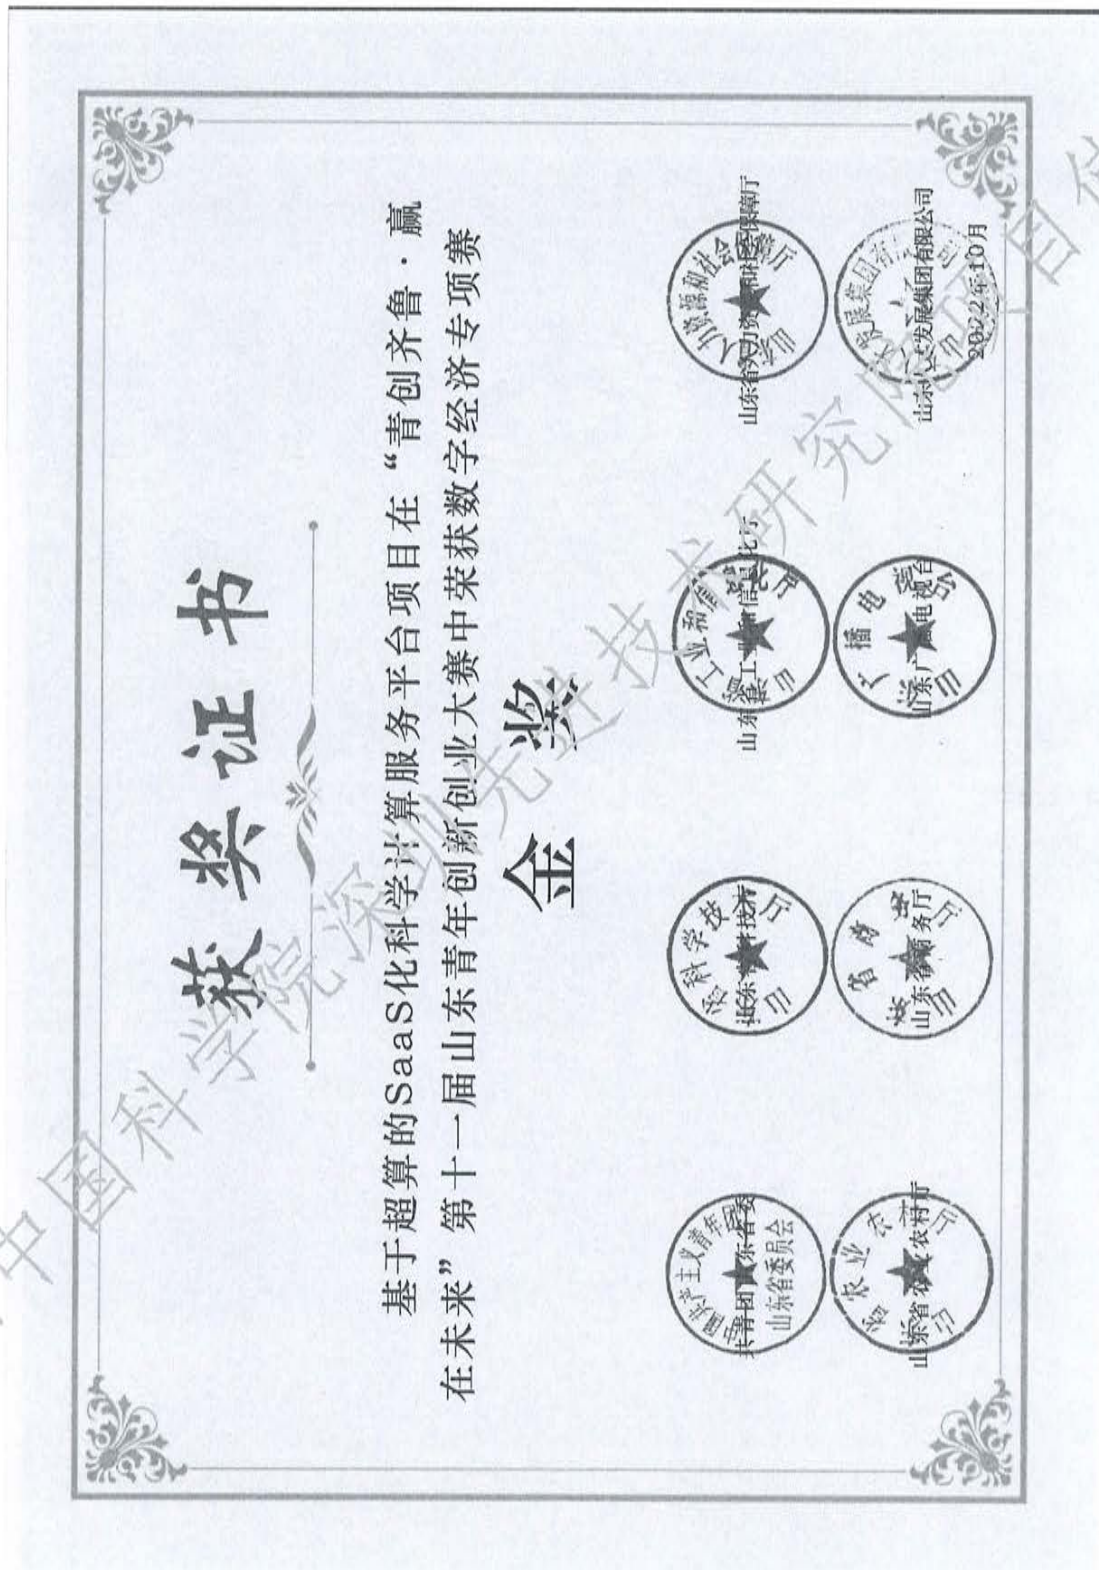 获奖证书
基于超算的SaaS化科学计算服务平台项目在“青创齐鲁·赢
在未来”第十一届山东青年创新创业大赛中荣获数字经济专项赛
金奖
共青团山东省委
山东省委员会
山东省科技厅
山东省工业和信息化厅
山东省人力资源和社会保障厅
山东省农业农村厅
山东省商务厅
山东广播电视台
发展集团有限公司
2022年10月
中国科学院深圳先进技术研究院